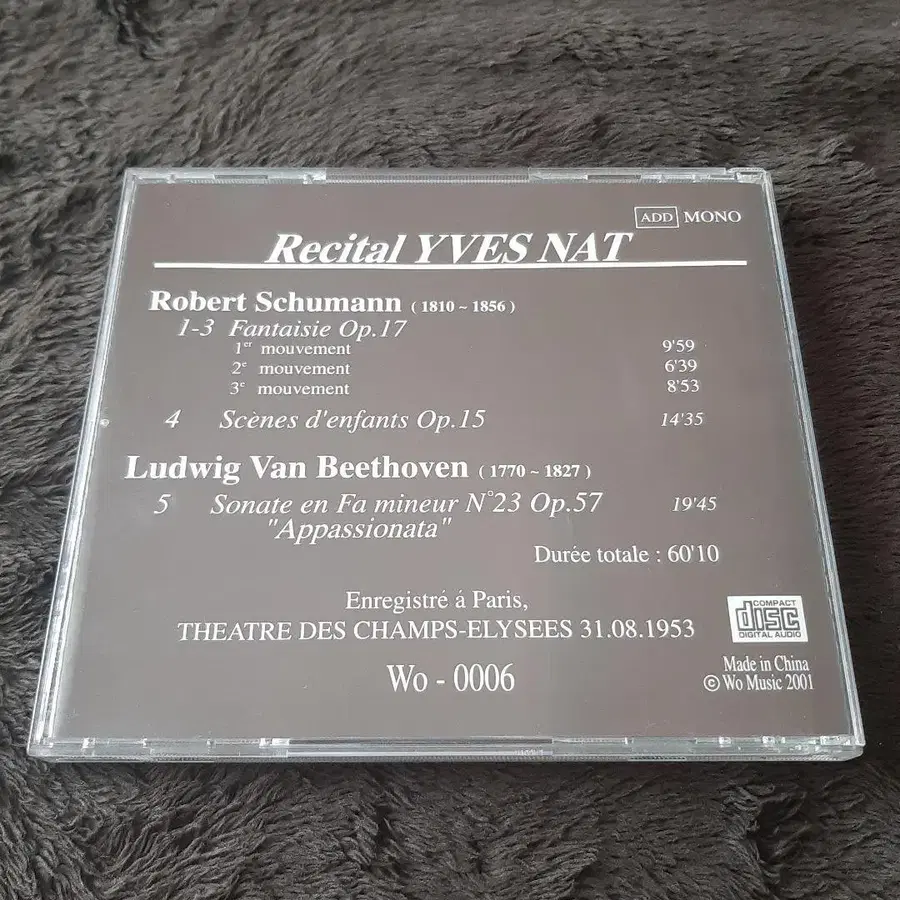 ADD MONO
Recital YVES NAT
Robert Schumann ( 1810 ~ 1856 )
1-3 Fantaisie Op.17
1er mouvement 9'59
2e mouvement 6'39
3e mouvement 8'53
4 Scènes d'enfants Op.15 14'35
Ludwig Van Beethoven ( 1770 ~ 1827 )
5 Sonate en Fa mineur N°23 Op.57 19'45
"Appassionata"
Durée totale : 60'10
Enregistré á Paris,
THEATRE DES CHAMPS-ELYSEES 31.08.1953
Wo - 0006
COMPACT
disc
DIGITAL AUDIO
Made in China
© Wo Music 2001